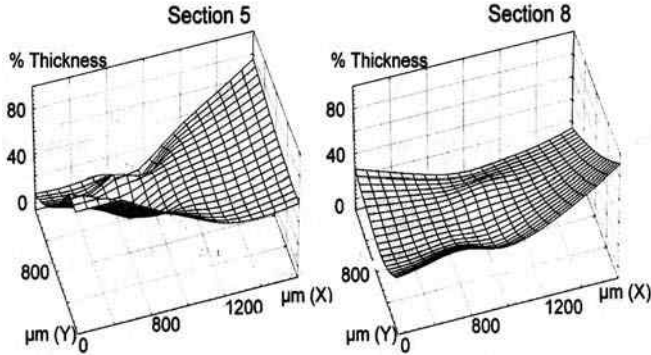 Section 5
% Thickness
80
40
0
800
µm (Y)
0
800
1200
µm (X)
Section 8
% Thickness
80
40
0
800
µm (Y)
0
800
1200
µm (X)